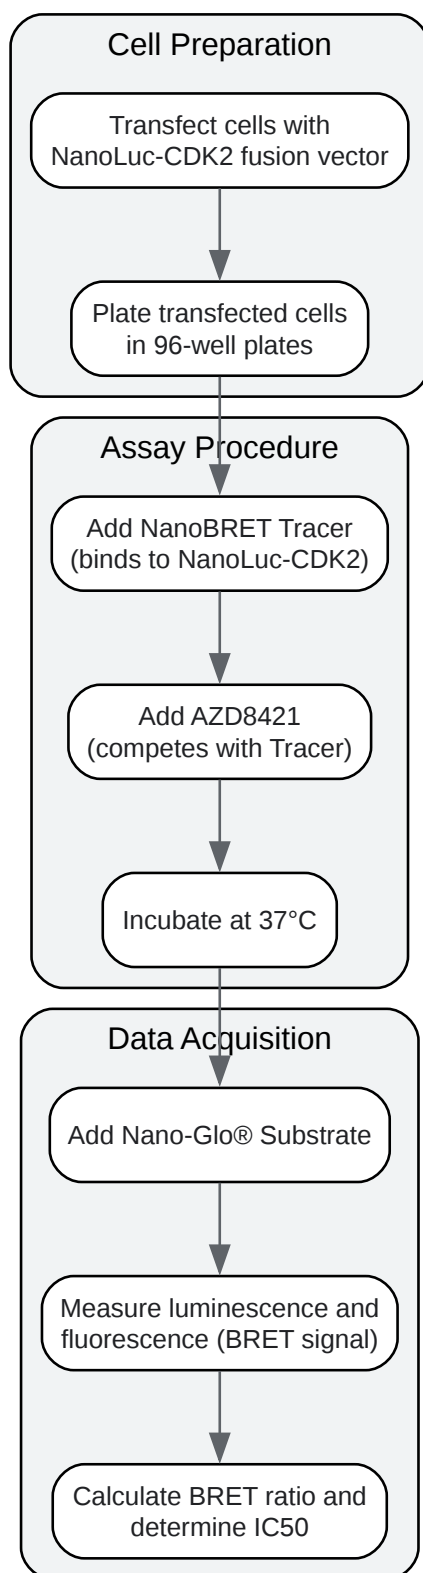 Cell Preparation
Transfect cells with
NanoLuc-CDK2 fusion vector
Plate transfected cells
in 96-well plates
Assay Procedure
Add NanoBRET Tracer
(binds to NanoLuc-CDK2)
Add AZD8421
(competes with Tracer)
Incubate at 37°C
Data Acquisition
Add Nano-Glo® Substrate
Measure luminescence and
fluorescence (BRET signal)
Calculate BRET ratio and
determine IC50